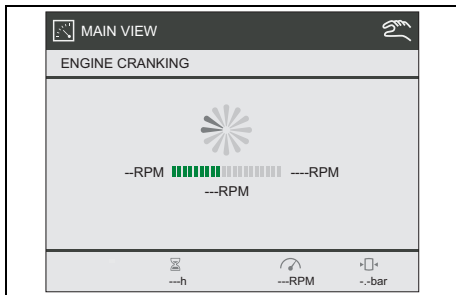 MAIN VIEW
ENGINE CRANKING
--RPM ----RPM
---RPM
---h ---RPM -.-bar